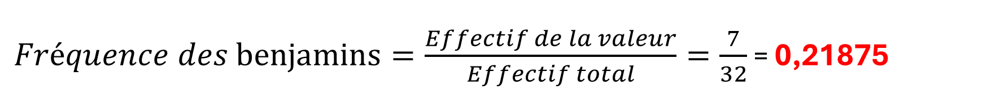 Fréquence des benjamins = Effectif de la valeur / Effectif total = 7 / 32 = 0,21875